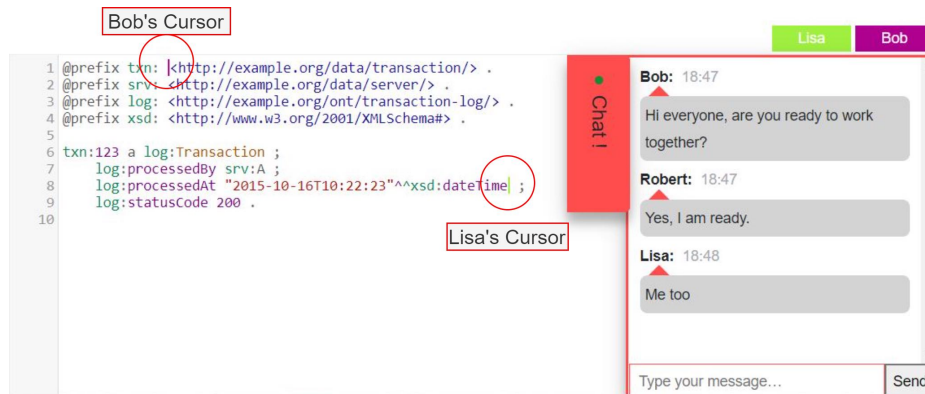 Bob's Cursor
Lisa
Bob
1 @prefix txn: <http://example.org/data/transaction/> .
2 @prefix srv: <http://example.org/data/server/> .
3 @prefix log: <http://example.org/ont/transaction-log/> .
4 @prefix xsd: <http://www.w3.org/2001/XMLSchema#> .
5
6 txn:123 a log:Transaction ;
7 log:processedBy srv:A ;
8 log:processedAt "2015-10-16T10:22:23"^^xsd:dateTime ;
9 log:statusCode 200 .
10
Lisa's Cursor
Chat !
Bob: 18:47
Hi everyone, are you ready to work
together?
Robert: 18:47
Yes, I am ready.
Lisa: 18:48
Me too
Type your message...
Send